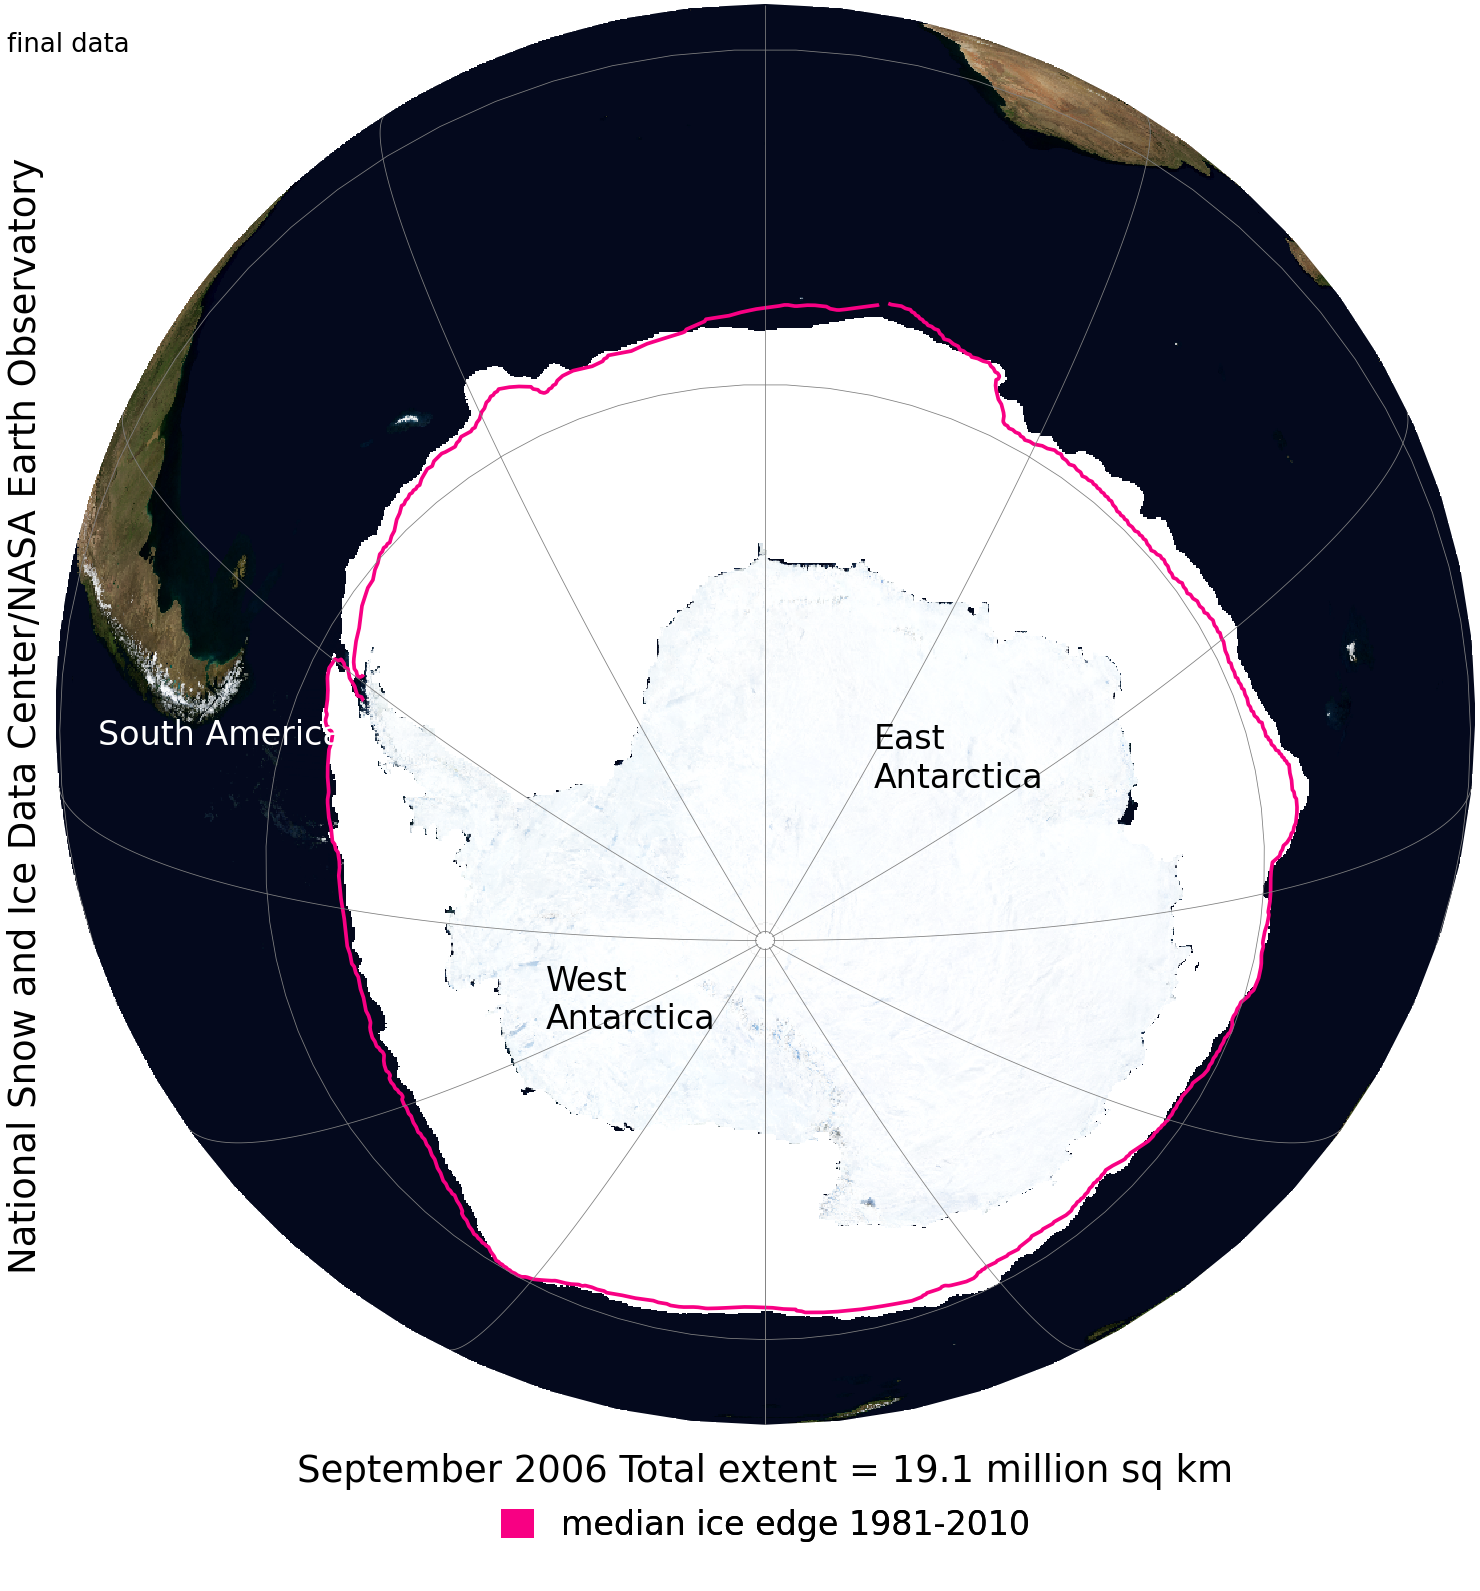 final data
National Snow and Ice Data Center/NASA Earth Observatory
South America
East
Antarctica
West
Antarctica
September 2006 Total extent = 19.1 million sq km
median ice edge 1981-2010